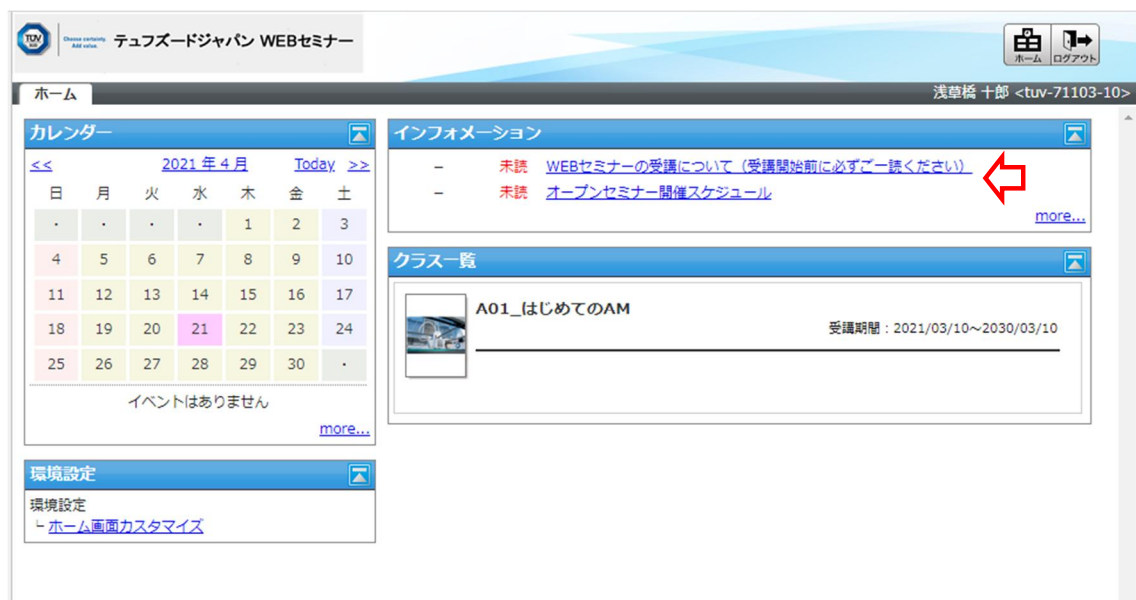 TÜV
SÜD
Choose certainty.
Add value.
テュフズードジャパン WEBセミナー
ホーム ログアウト
ホーム
浅草橋 十郎 <tuv-71103-10>
カレンダー
<< 2021 年 4 月 Today >>
日 月 火 水 木 金 土
・ ・ ・ ・ 1 2 3
4 5 6 7 8 9 10
11 12 13 14 15 16 17
18 19 20 21 22 23 24
25 26 27 28 29 30 ・
イベントはありません
more...
環境設定
環境設定
ホーム画面カスタマイズ
インフォメーション
－ 未読 WEBセミナーの受講について（受講開始前に必ずご一読ください）
－ 未読 オープンセミナー開催スケジュール
more...
クラス一覧
A01_はじめてのAM
受講期間：2021/03/10～2030/03/10